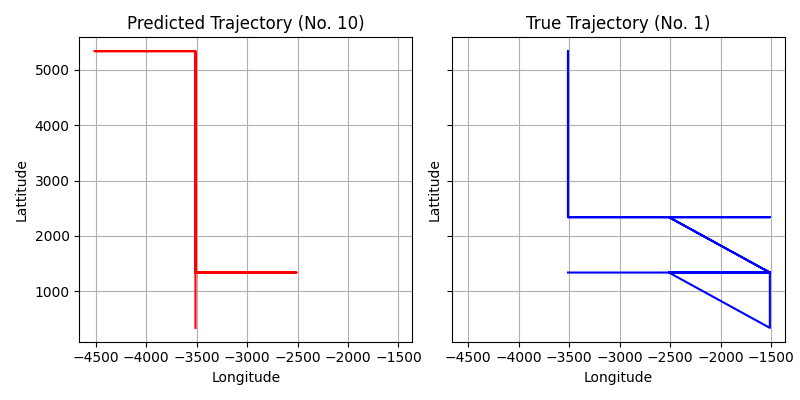 Predicted Trajectory (No. 10)
True Trajectory (No. 1)
Lattitude
5000
4000
3000
2000
1000
−4500 −4000 −3500 −3000 −2500 −2000 −1500
Longitude
Lattitude
−4500 −4000 −3500 −3000 −2500 −2000 −1500
Longitude